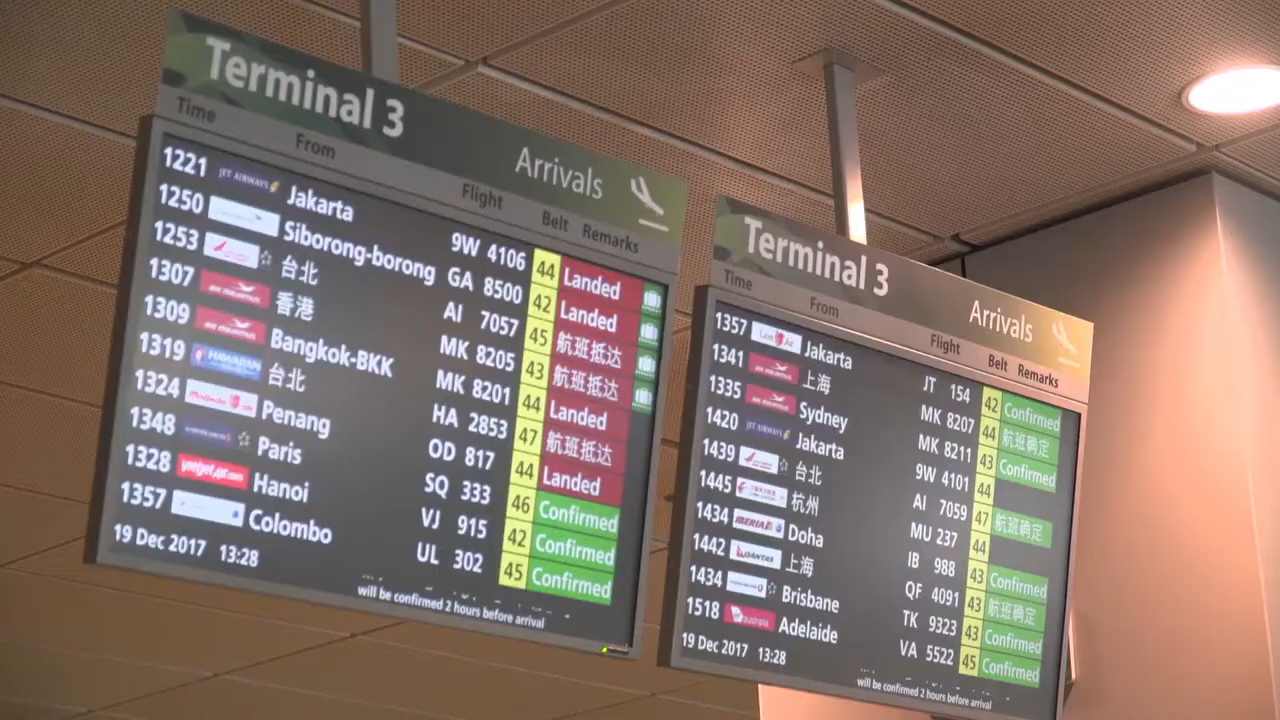 Terminal 3
Arrivals
Time From Flight Belt Remarks
1221 JET AIRWAYS Jakarta 9W 4106 44 Landed
1250 Siborong-borong GA 8500 42 Landed
1253 台北 AI 7057 45 航班抵达
1307 AIR MAURITIUS 香港 MK 8205 43 航班抵达
1309 AIR MAURITIUS Bangkok-BKK MK 8201 44 Landed
1319 HAWAIIAN 台北 HA 2853 47 航班抵达
1324 Penang OD 817 44 Landed
1348 Paris SQ 333 46 Confirmed
1328 vietjetair.com Hanoi VJ 915 42 Confirmed
1357 Colombo UL 302 45 Confirmed
19 Dec 2017 13:28
will be confirmed 2 hours before arrival
Terminal 3
Arrivals
Time From Flight Belt Remarks
1357 Jakarta JT 154 42 Confirmed
1341 AIR MAURITIUS 上海 MK 8207 44 航班确定
1335 AIR MAURITIUS Sydney MK 8211 43 Confirmed
1420 JET AIRWAYS Jakarta 9W 4101 44
1439 台北 AI 7059 47 航班确定
1445 杭州 MU 237 44
1434 IBERIA Doha IB 988 43 Confirmed
1442 QANTAS 上海 QF 4091 43 航班确定
1434 Brisbane TK 9323 43 Confirmed
1518 australia Adelaide VA 5522 45 Confirmed
19 Dec 2017 13:28
will be confirmed 2 hours before arrival